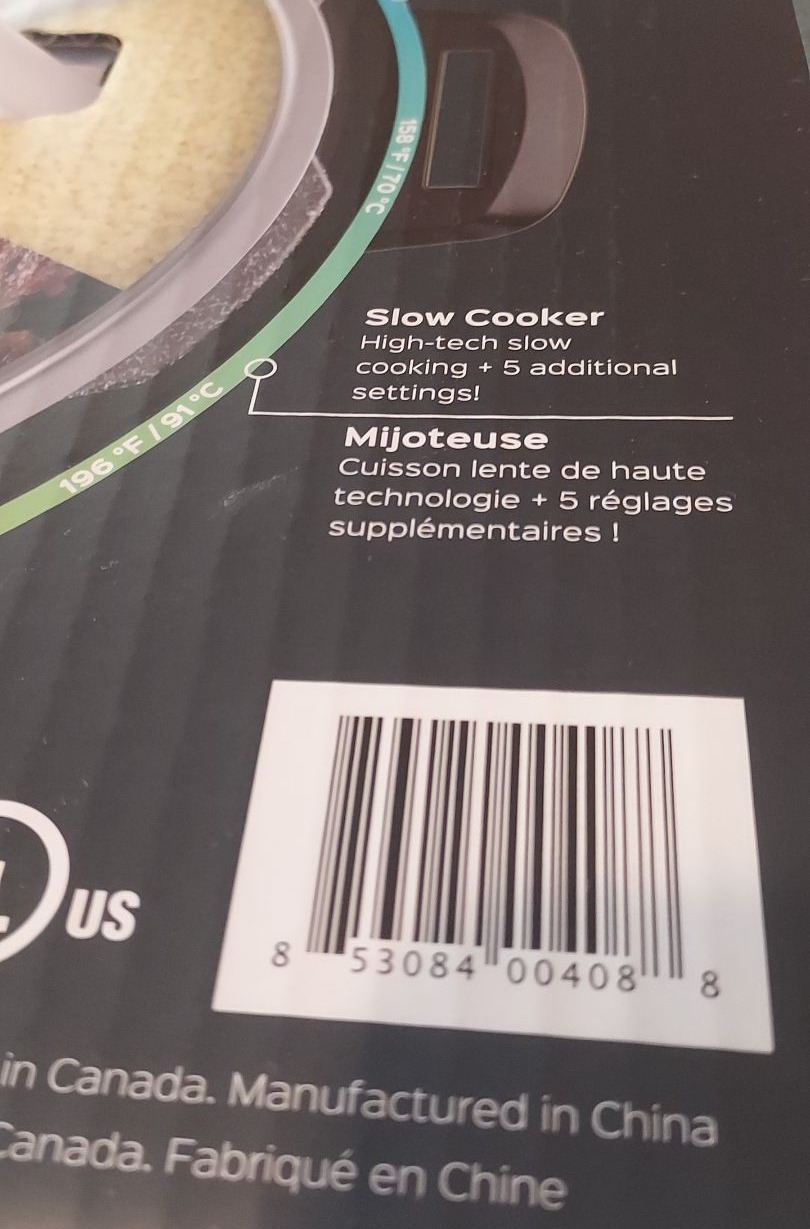 158 °F / 70 °C
Slow Cooker
High-tech slow
cooking + 5 additional
settings!
196 °F / 91 °C
Mijoteuse
Cuisson lente de haute
technologie + 5 réglages
supplémentaires !
US
8 53084 00408 8
in Canada. Manufactured in China
Canada. Fabriqué en Chine